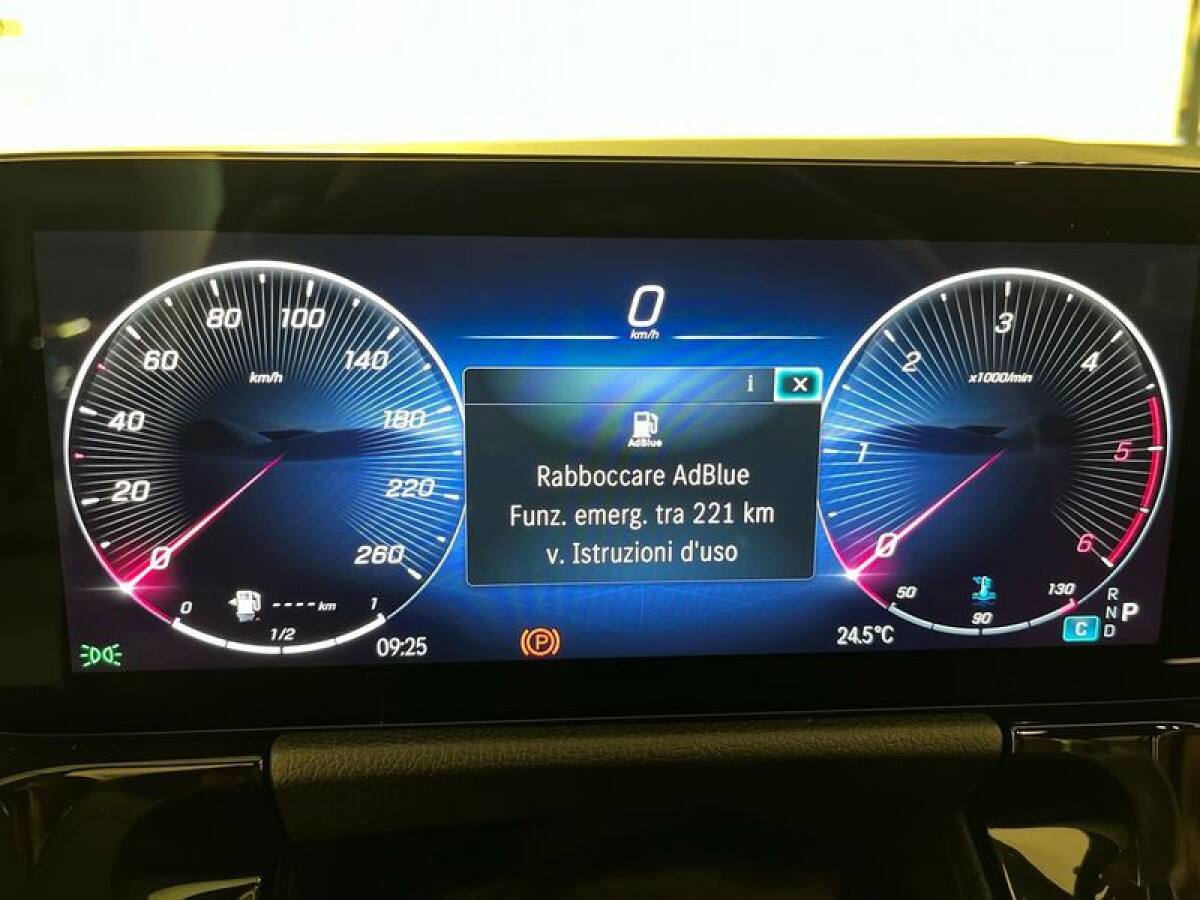 0
km/h
i X
AdBlue
Rabboccare AdBlue
Funz. emerg. tra 221 km
v. Istruzioni d'uso
0
20
40
60
80
100
140
180
220
260
km/h
0
1
2
3
4
5
6
x1000/min
0 1/2 1
----km
50 90 130
09:25
P
24.5°C
C
R
N
D
P